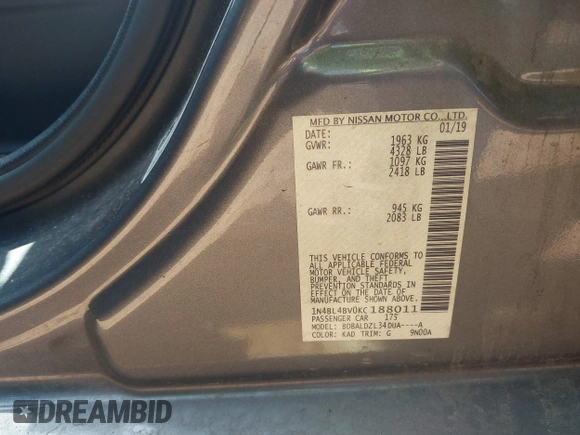 MFD BY NISSAN MOTOR CO.,LTD.
DATE: 01/19
GVWR: 1963 KG
4328 LB
GAWR FR.: 1097 KG
2418 LB
GAWR RR.: 945 KG
2083 LB
THIS VEHICLE CONFORMS TO
ALL APPLICABLE FEDERAL
MOTOR VEHICLE SAFETY,
BUMPER, AND THEFT
PREVENTION STANDARDS IN
EFFECT ON THE DATE OF
MANUFACTURE SHOWN ABOVE.
1N4BL4BV0KC188011
PASSENGER CAR 175
MODEL: BDBALDZL34DUA----A
COLOR: KAD TRIM: G 9N00A
DREAMBID